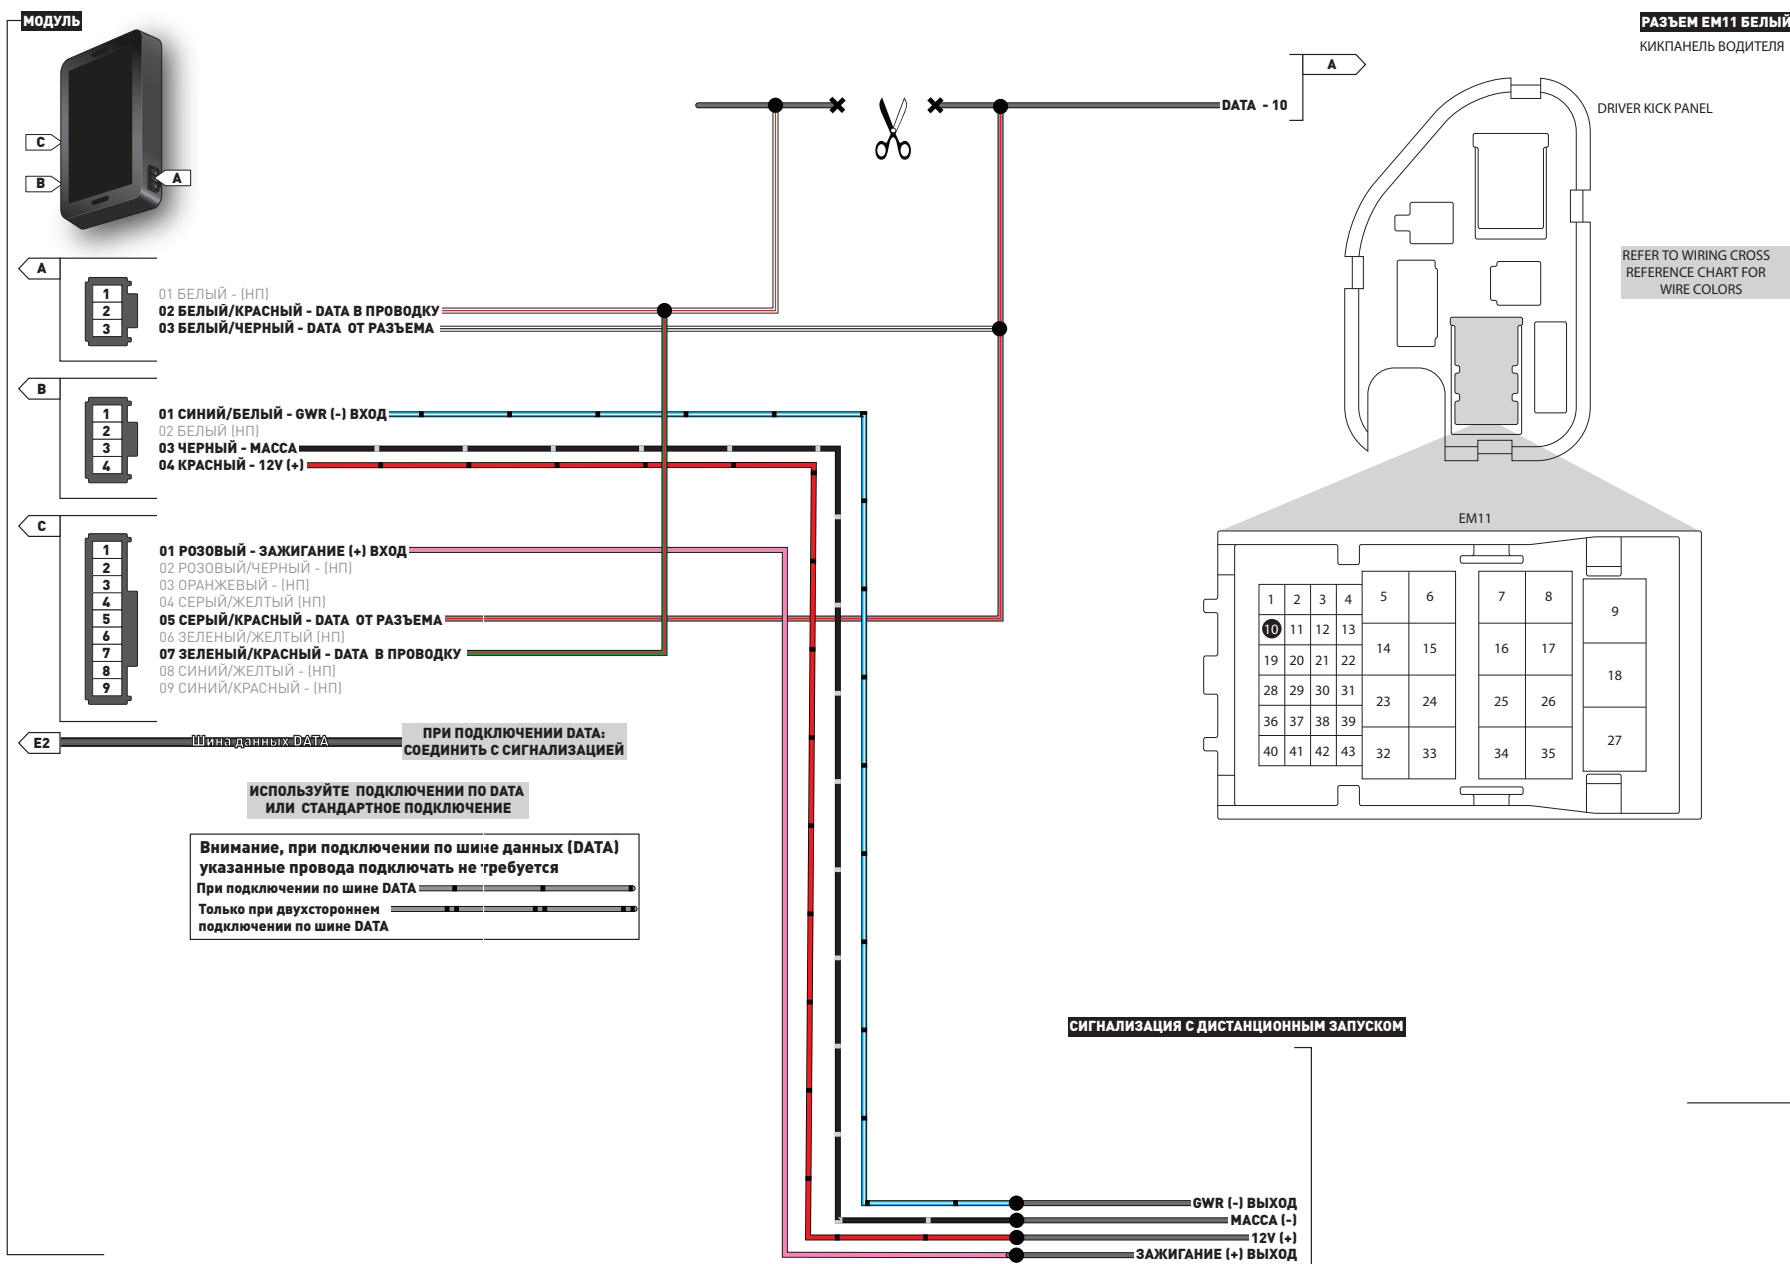 МОДУЛЬ
C
B
A
DATA - 10
A
РАЗЪЕМ EM11 БЕЛЫЙ
КИКПАНЕЛЬ ВОДИТЕЛЯ
DRIVER KICK PANEL
REFER TO WIRING CROSS
REFERENCE CHART FOR
WIRE COLORS
A
1 01 БЕЛЫЙ - (НП)
2 02 БЕЛЫЙ/КРАСНЫЙ - DATA В ПРОВОДКУ
3 03 БЕЛЫЙ/ЧЕРНЫЙ - DATA ОТ РАЗЪЕМА
B
1 01 СИНИЙ/БЕЛЫЙ - GWR (-) ВХОД
2 02 БЕЛЫЙ (НП)
3 03 ЧЕРНЫЙ - МАССА
4 04 КРАСНЫЙ - 12V (+)
C
1 01 РОЗОВЫЙ - ЗАЖИГАНИЕ (+) ВХОД
2 02 РОЗОВЫЙ/ЧЕРНЫЙ - (НП)
3 03 ОРАНЖЕВЫЙ - (НП)
4 04 СЕРЫЙ/ЖЕЛТЫЙ (НП)
5 05 СЕРЫЙ/КРАСНЫЙ - DATA ОТ РАЗЪЕМА
6 06 ЗЕЛЕНЫЙ/ЖЕЛТЫЙ (НП)
7 07 ЗЕЛЕНЫЙ/КРАСНЫЙ - DATA В ПРОВОДКУ
8 08 СИНИЙ/ЖЕЛТЫЙ - (НП)
9 09 СИНИЙ/КРАСНЫЙ - (НП)
E2
Шина данных DATA
ПРИ ПОДКЛЮЧЕНИИ DATA:
СОЕДИНИТЬ С СИГНАЛИЗАЦИЕЙ
ИСПОЛЬЗУЙТЕ ПОДКЛЮЧЕНИИ ПО DATA
ИЛИ СТАНДАРТНОЕ ПОДКЛЮЧЕНИЕ
Внимание, при подключении по шине данных (DATA)
указанные провода подключать не требуется
При подключении по шине DATA
Только при двухстороннем
подключении по шине DATA
EM11
1 2 3 4 5 6 7 8 9
10 11 12 13 14 15 16 17 18
19 20 21 22 23 24 25 26 27
28 29 30 31 32 33 34 35
36 37 38 39
40 41 42 43
СИГНАЛИЗАЦИЯ С ДИСТАНЦИОННЫМ ЗАПУСКОМ
GWR (-) ВЫХОД
МАССА (-)
12V (+)
ЗАЖИГАНИЕ (+) ВЫХОД